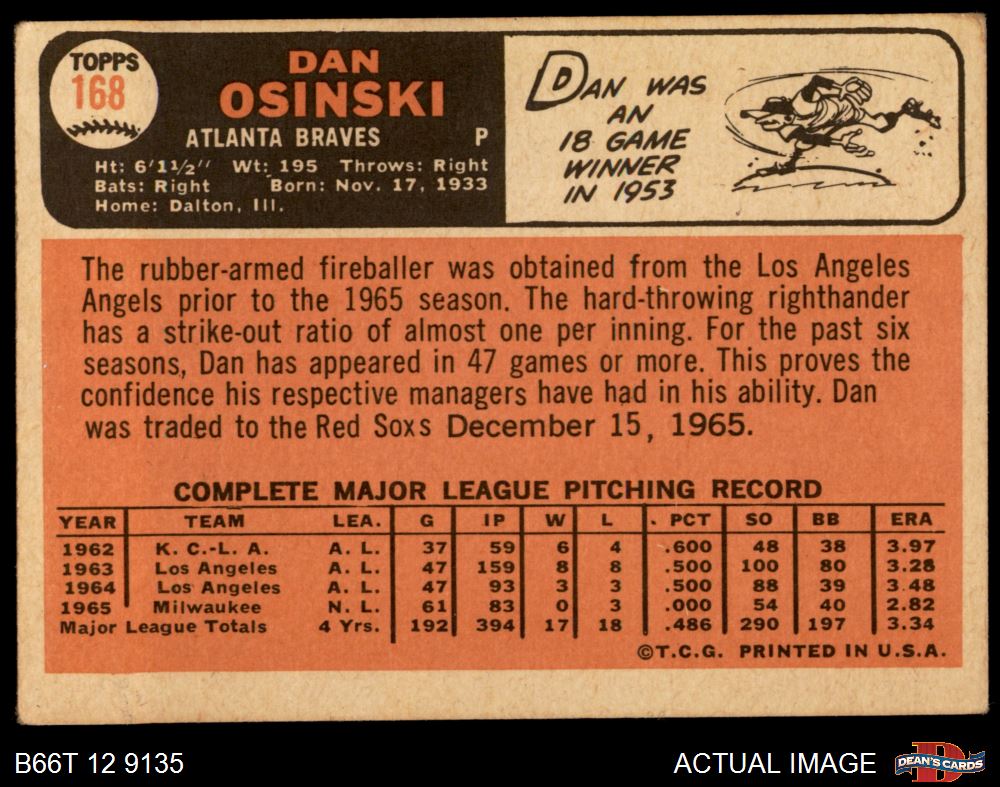 TOPPS
168
DAN
OSINSKI
ATLANTA BRAVES P
Ht: 6'1½" Wt: 195 Throws: Right
Bats: Right Born: Nov. 17, 1933
Home: Dalton, Ill.
DAN WAS
AN
18 GAME
WINNER
IN 1953
The rubber-armed fireballer was obtained from the Los Angeles
Angels prior to the 1965 season. The hard-throwing righthander
has a strike-out ratio of almost one per inning. For the past six
seasons, Dan has appeared in 47 games or more. This proves the
confidence his respective managers have had in his ability. Dan
was traded to the Red Soxs December 15, 1965.
COMPLETE MAJOR LEAGUE PITCHING RECORD
YEAR TEAM LEA. G IP W L PCT SO BB ERA
1962 K. C.-L. A. A. L. 37 59 6 4 .600 48 38 3.97
1963 Los Angeles A. L. 47 159 8 8 .500 100 80 3.28
1964 Los Angeles A. L. 47 93 3 3 .500 88 39 3.48
1965 Milwaukee N. L. 61 83 0 3 .000 54 40 2.82
Major League Totals 4 Yrs. 192 394 17 18 .486 290 197 3.34
©T.C.G. PRINTED IN U.S.A.
B66T 12 9135 ACTUAL IMAGE
DEAN'S CARDS